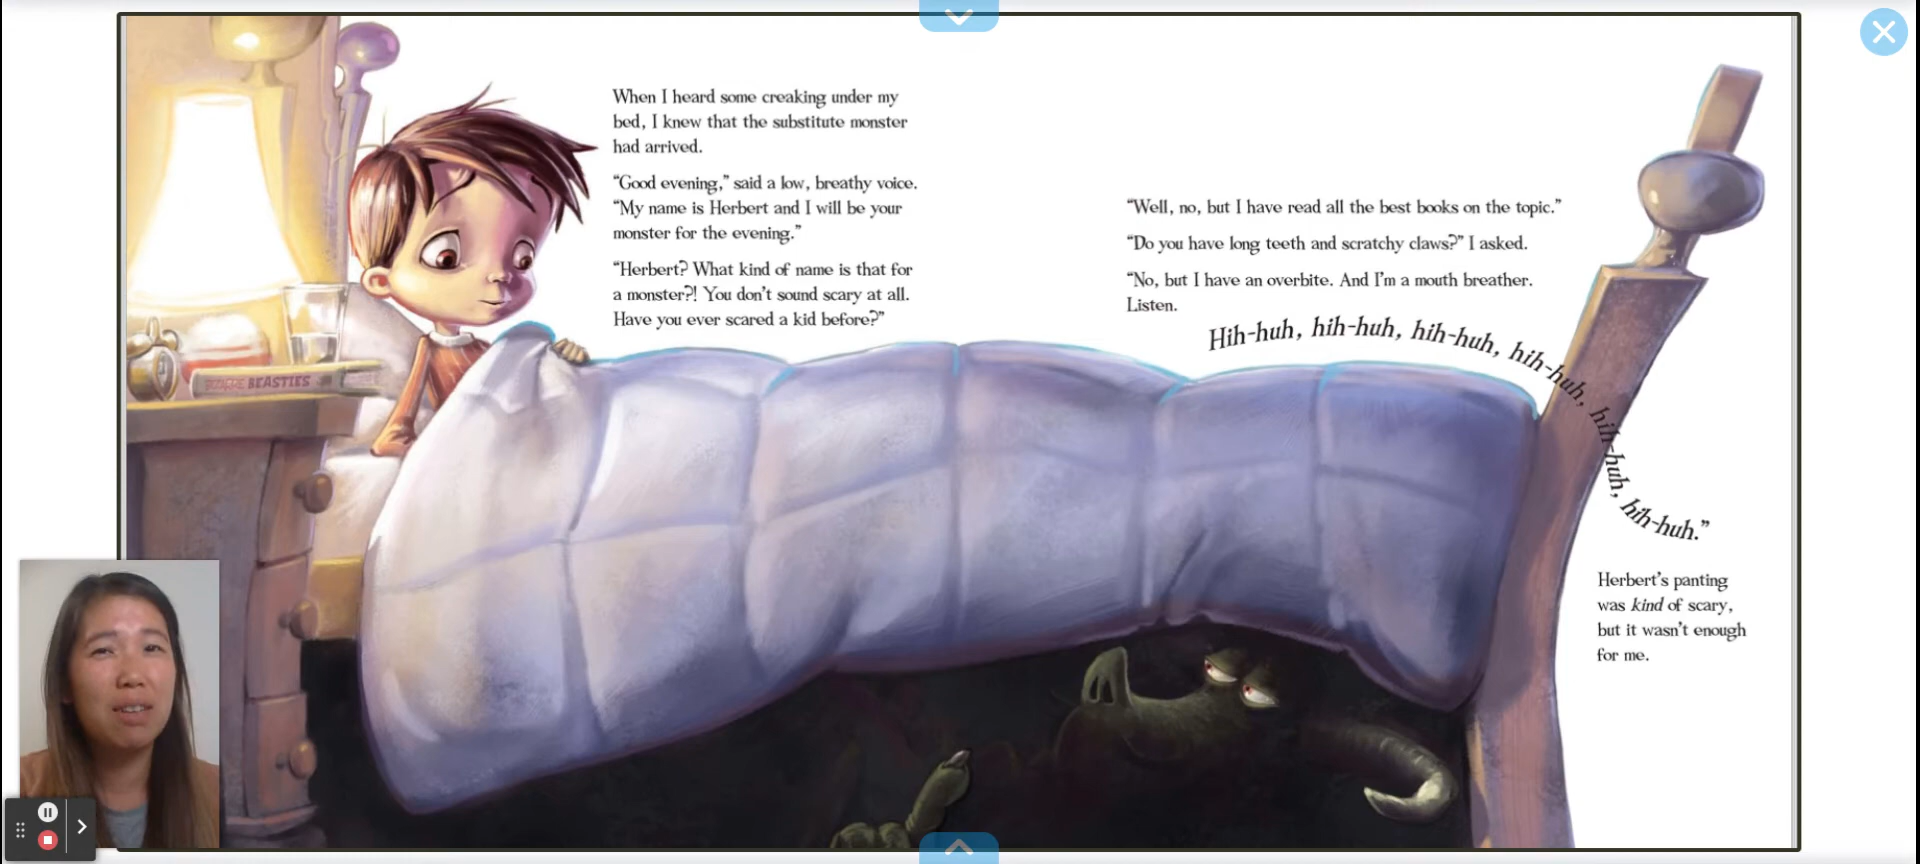 When I heard some creaking under my
bed, I knew that the substitute monster
had arrived.
“Good evening,” said a low, breathy voice.
“My name is Herbert and I will be your
monster for the evening.”
“Herbert? What kind of name is that for
a monster?! You don’t sound scary at all.
Have you ever scared a kid before?”
“Well, no, but I have read all the best books on the topic.”
“Do you have long teeth and scratchy claws?” I asked.
“No, but I have an overbite. And I’m a mouth breather.
Listen.
Hih-huh, hih-huh, hih-huh, hih-huh, hih-huh, hih-huh.”
Herbert’s panting
was kind of scary,
but it wasn’t enough
for me.
BEASTIES